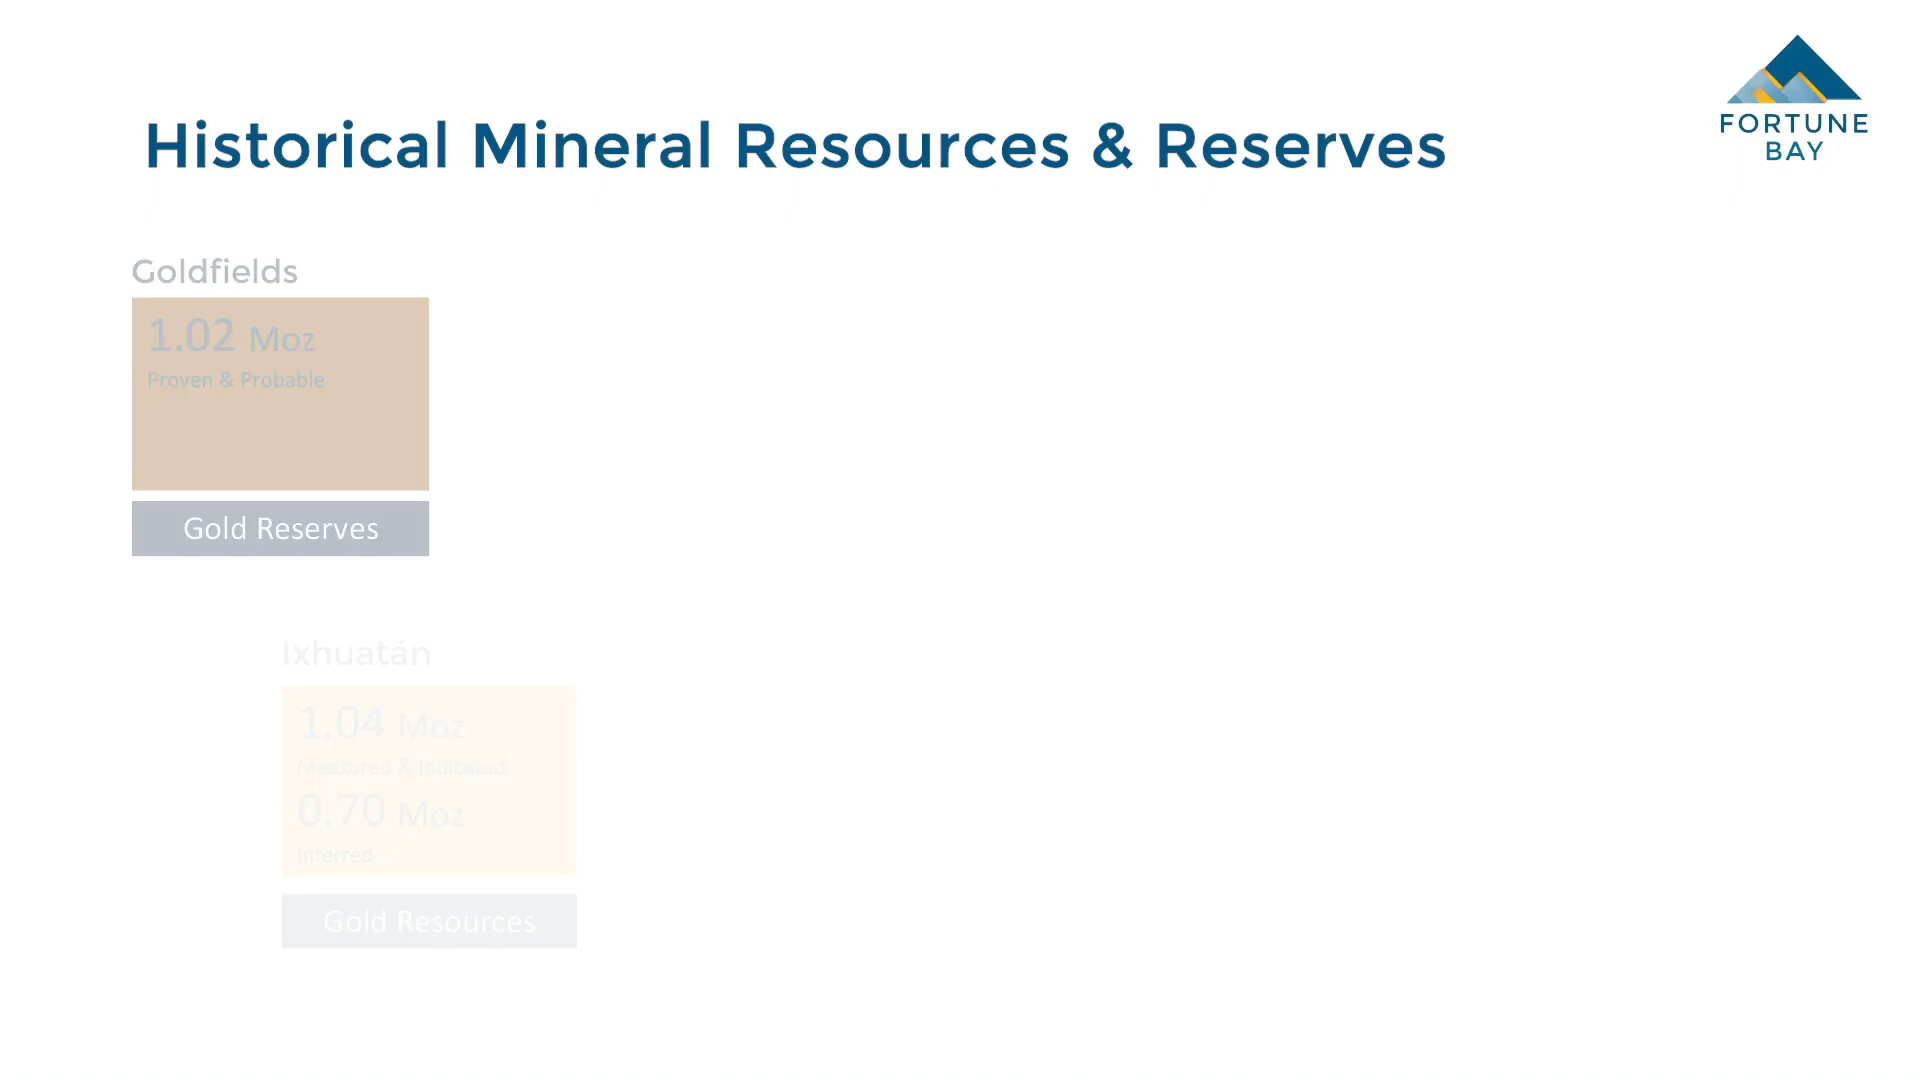 FORTUNE
BAY
Historical Mineral Resources & Reserves
Goldfields
1.02 Moz
Proven & Probable
Gold Reserves
Ixhuatán
1.04 Moz
Measured & Indicated
0.70 Moz
Inferred
Gold Resources